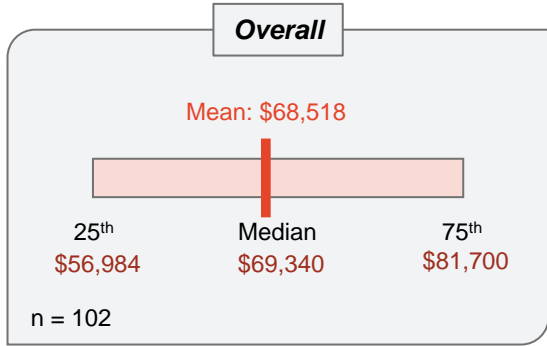 Overall
Mean: $68,518
25th Median 75th
$56,984 $69,340 $81,700
n = 102